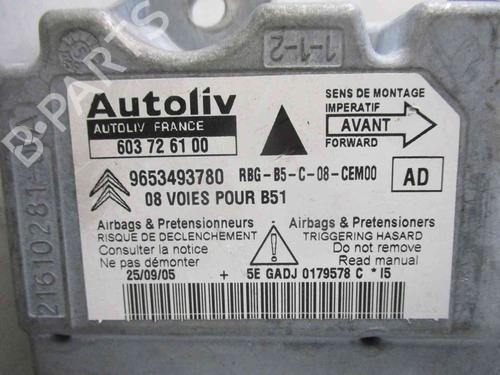 1-1-2
Autoliv
AUTOLIV FRANCE
603 72 61 00
SENS DE MONTAGE
IMPERATIF
AVANT
FORWARD
9653493780 RBG-B5-C-08-CEM00
AD
08 VOIES POUR B51
Airbags & Pretensionneurs
RISQUE DE DECLENCHEMENT
Consulter la notice
Ne pas démonter
Airbags & Pretensioners
TRIGGERING HASARD
Do not remove
Read manual
25/09/05 + 5E GADJ 0179578 C * I5
B-PARTS